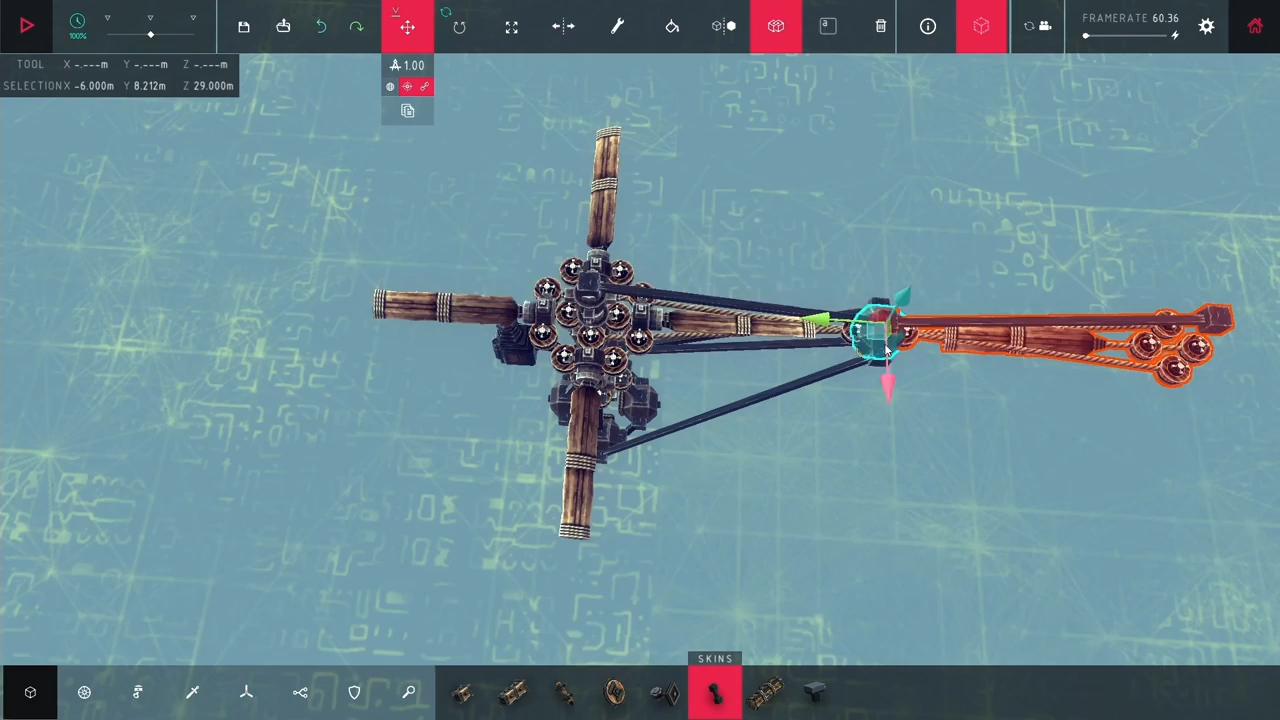 FRAMERATE 60.36
100%
TOOL X -.---m Y -.---m Z -.---m
SELECTION X -6.000m Y 8.212m Z 29.000m
1.00
SKINS